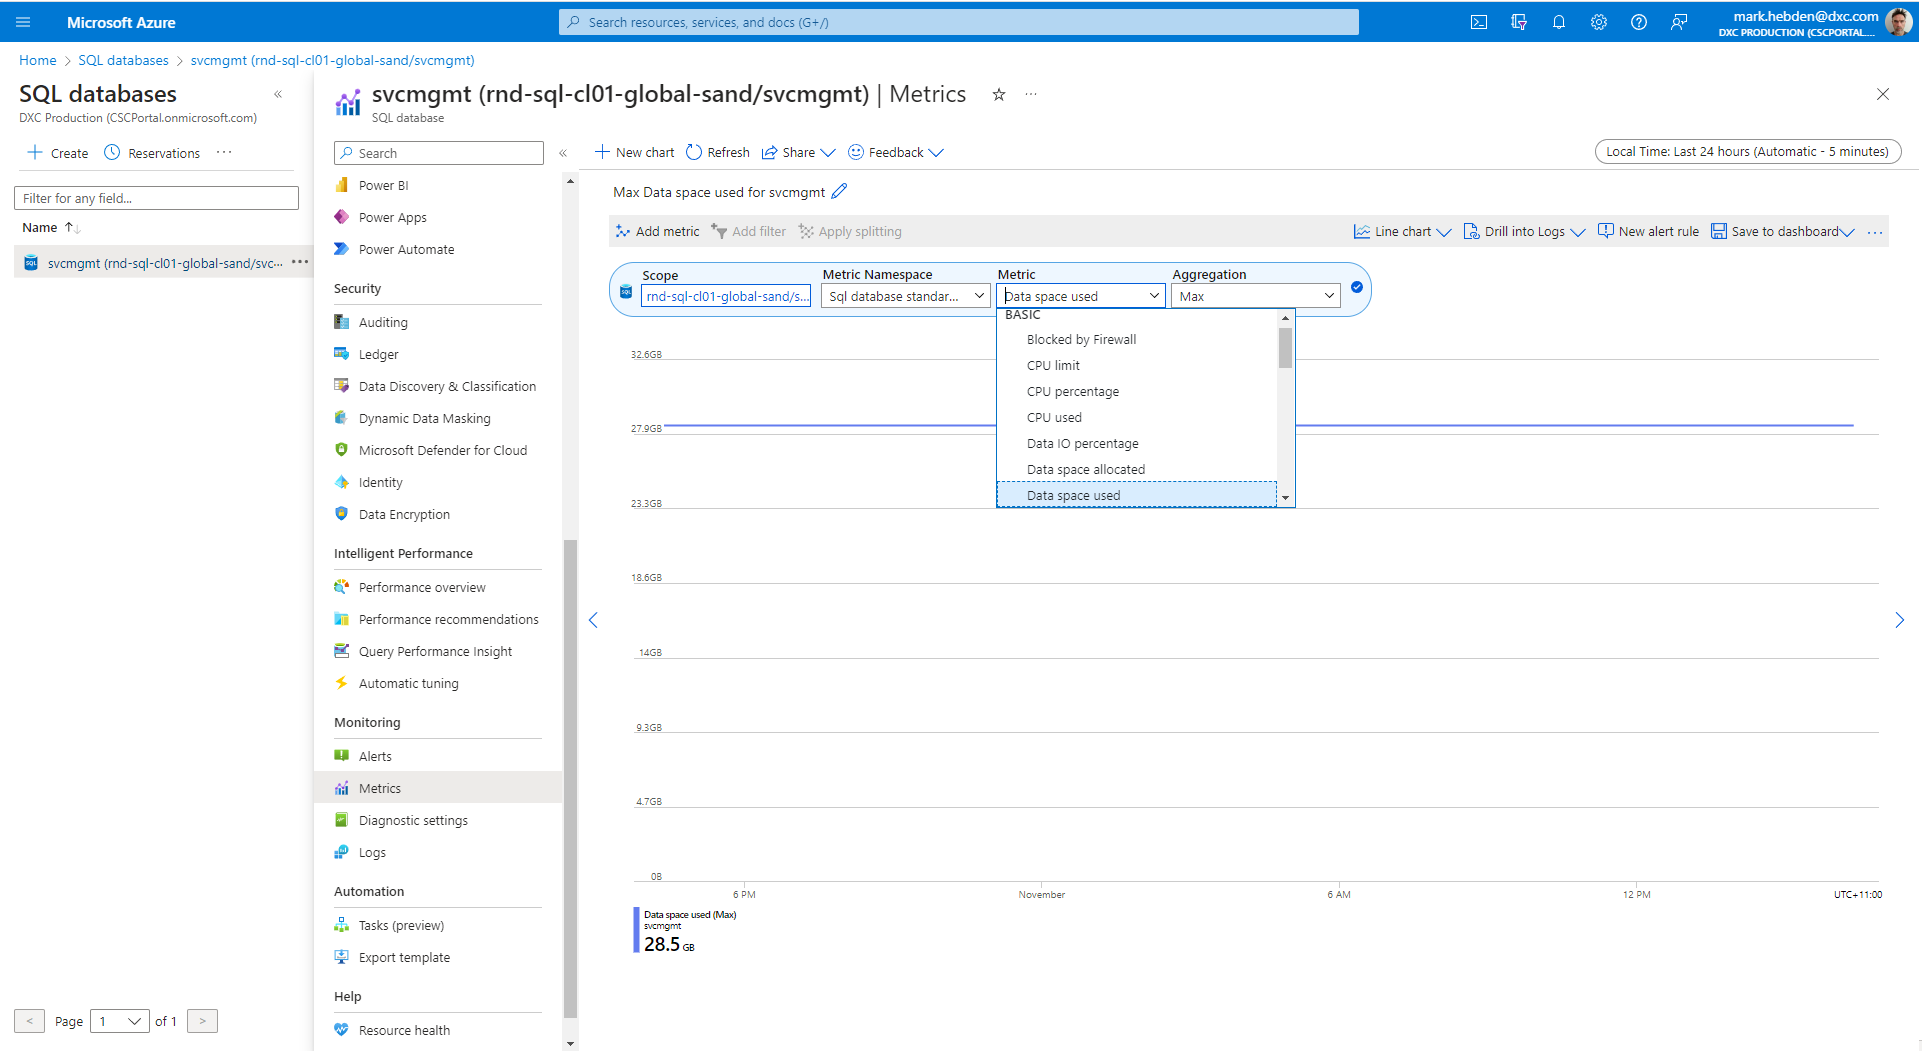 Microsoft Azure
Search resources, services, and docs (G+/)
mark.hebden@dxc.com
DXC PRODUCTION (CSCPORTAL....
Home > SQL databases > svcmgmt (rnd-sql-cl01-global-sand/svcmgmt)
SQL databases
DXC Production (CSCPortal.onmicrosoft.com)
Create
Reservations
Filter for any field...
Name
svcmgmt (rnd-sql-cl01-global-sand/svc...
< Page 1 of 1 >
svcmgmt (rnd-sql-cl01-global-sand/svcmgmt) | Metrics
SQL database
Search
Power BI
Power Apps
Power Automate
Security
Auditing
Ledger
Data Discovery & Classification
Dynamic Data Masking
Microsoft Defender for Cloud
Identity
Data Encryption
Intelligent Performance
Performance overview
Performance recommendations
Query Performance Insight
Automatic tuning
Monitoring
Alerts
Metrics
Diagnostic settings
Logs
Automation
Tasks (preview)
Export template
Help
Resource health
New chart
Refresh
Share
Feedback
Local Time: Last 24 hours (Automatic - 5 minutes)
Max Data space used for svcmgmt
Add metric
Add filter
Apply splitting
Line chart
Drill into Logs
New alert rule
Save to dashboard
Scope
rnd-sql-cl01-global-sand/s...
Metric Namespace
Sql database standar...
Metric
Data space used
Aggregation
Max
BASIC
Blocked by Firewall
CPU limit
CPU percentage
CPU used
Data IO percentage
Data space allocated
Data space used
32.6GB
27.9GB
23.3GB
18.6GB
14GB
9.3GB
4.7GB
0B
6 PM
November
6 AM
12 PM
UTC+11:00
Data space used (Max)
svcmgmt
28.5 GB